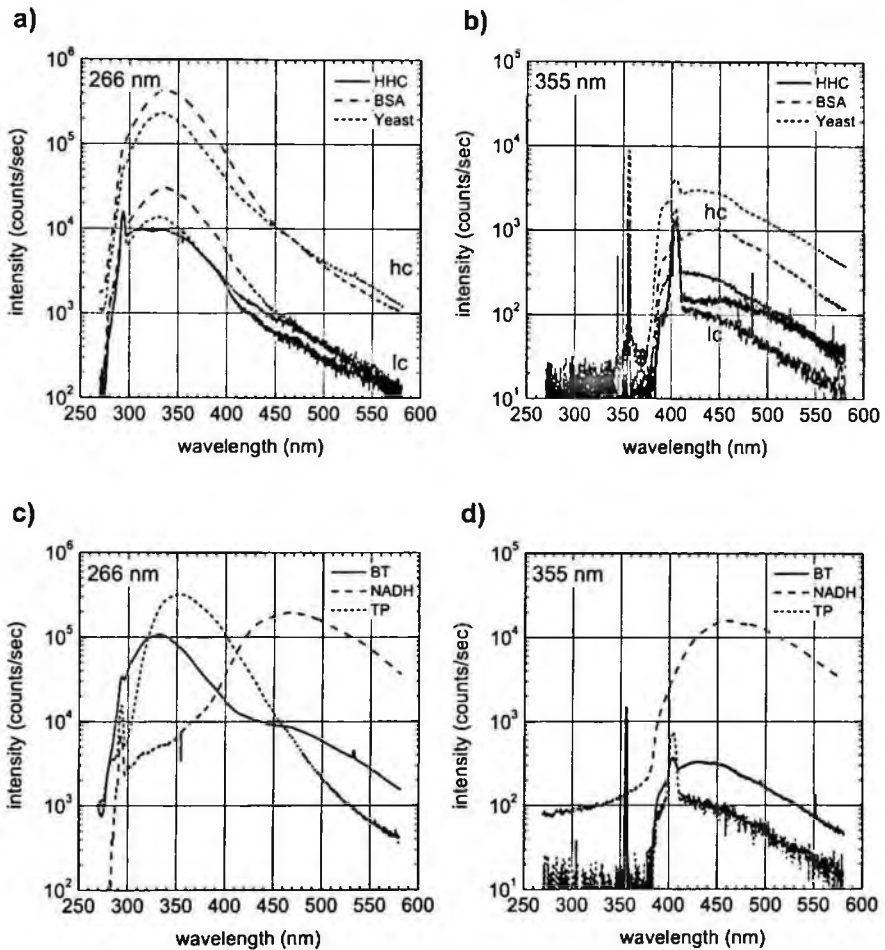 a)
266 nm
HHC
BSA
Yeast
hc
lc
intensity (counts/sec)
10^6
10^5
10^4
10^3
10^2
250 300 350 400 450 500 550 600
wavelength (nm)
b)
355 nm
HHC
BSA
Yeast
hc
lc
intensity (counts/sec)
10^5
10^4
10^3
10^2
10^1
250 300 350 400 450 500 550 600
wavelength (nm)
c)
266 nm
BT
NADH
TP
intensity (counts/sec)
10^6
10^5
10^4
10^3
10^2
250 300 350 400 450 500 550 600
wavelength (nm)
d)
355 nm
BT
NADH
TP
intensity (counts/sec)
10^5
10^4
10^3
10^2
10^1
250 300 350 400 450 500 550 600
wavelength (nm)